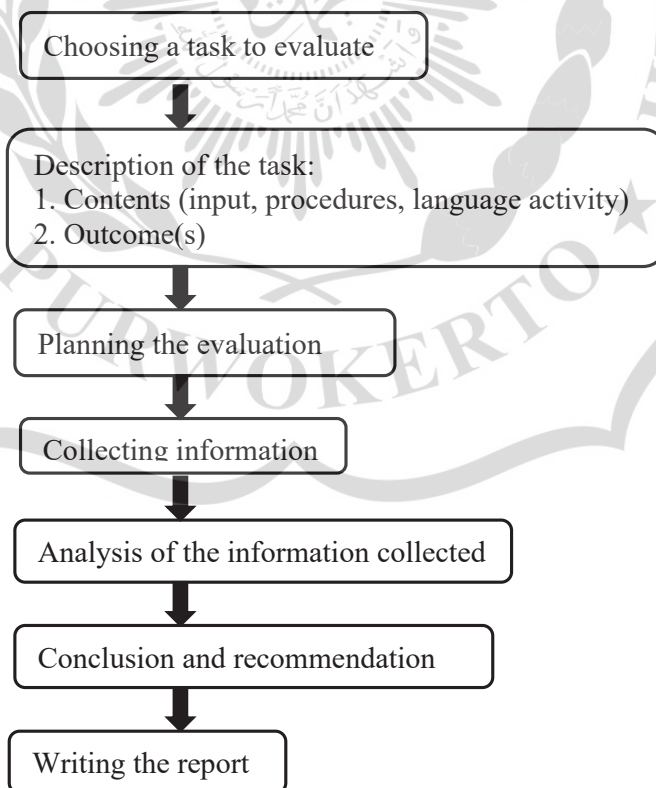 Choosing a task to evaluate
Description of the task:
1. Contents (input, procedures, language activity)
2. Outcome(s)
PURWOKERTO
Planning the evaluation
Collecting information
Analysis of the information collected
Conclusion and recommendation
Writing the report